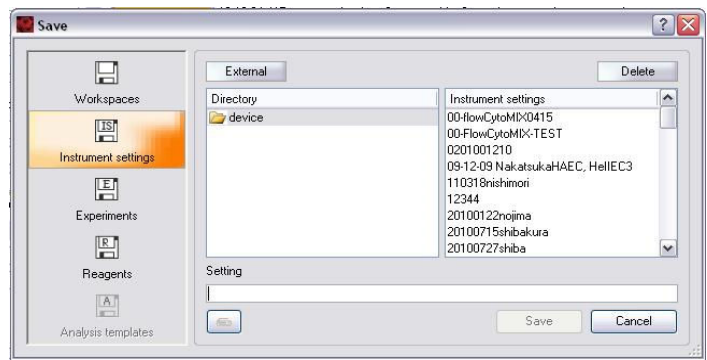 Save
Workspaces
IS
Instrument settings
E
Experiments
R
Reagents
A
Analysis templates
External
Delete
Directory
device
Instrument settings
00-flowCytoMIX0415
00-FlowCytoMIX-TEST
0201001210
09-12-09 NakatsukaHAEC, HellEC3
110318nishimori
12344
20100122nojima
20100715shibakura
20100727shiba
Setting
Save
Cancel